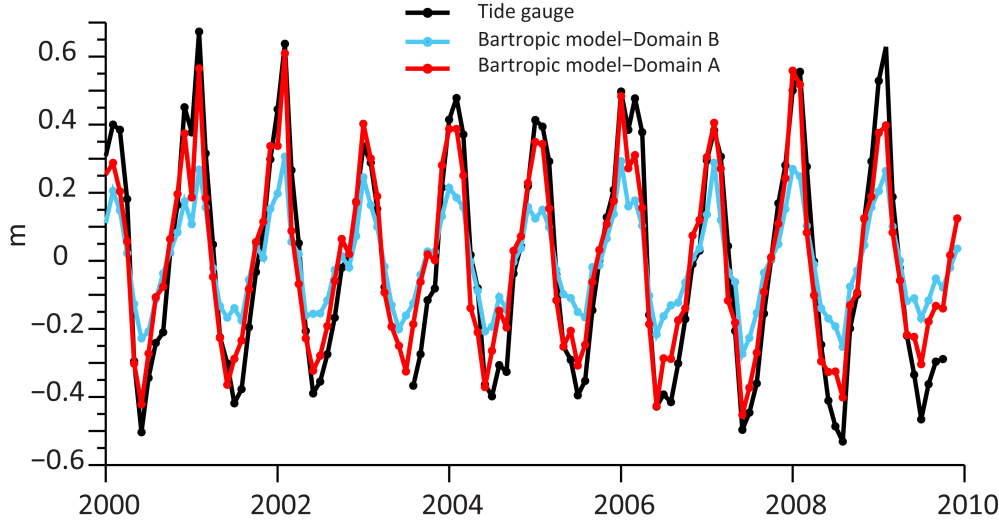 Tide gauge
Bartropic model–Domain B
Bartropic model–Domain A
m
0.6
0.4
0.2
0
−0.2
−0.4
−0.6
2000 2002 2004 2006 2008 2010